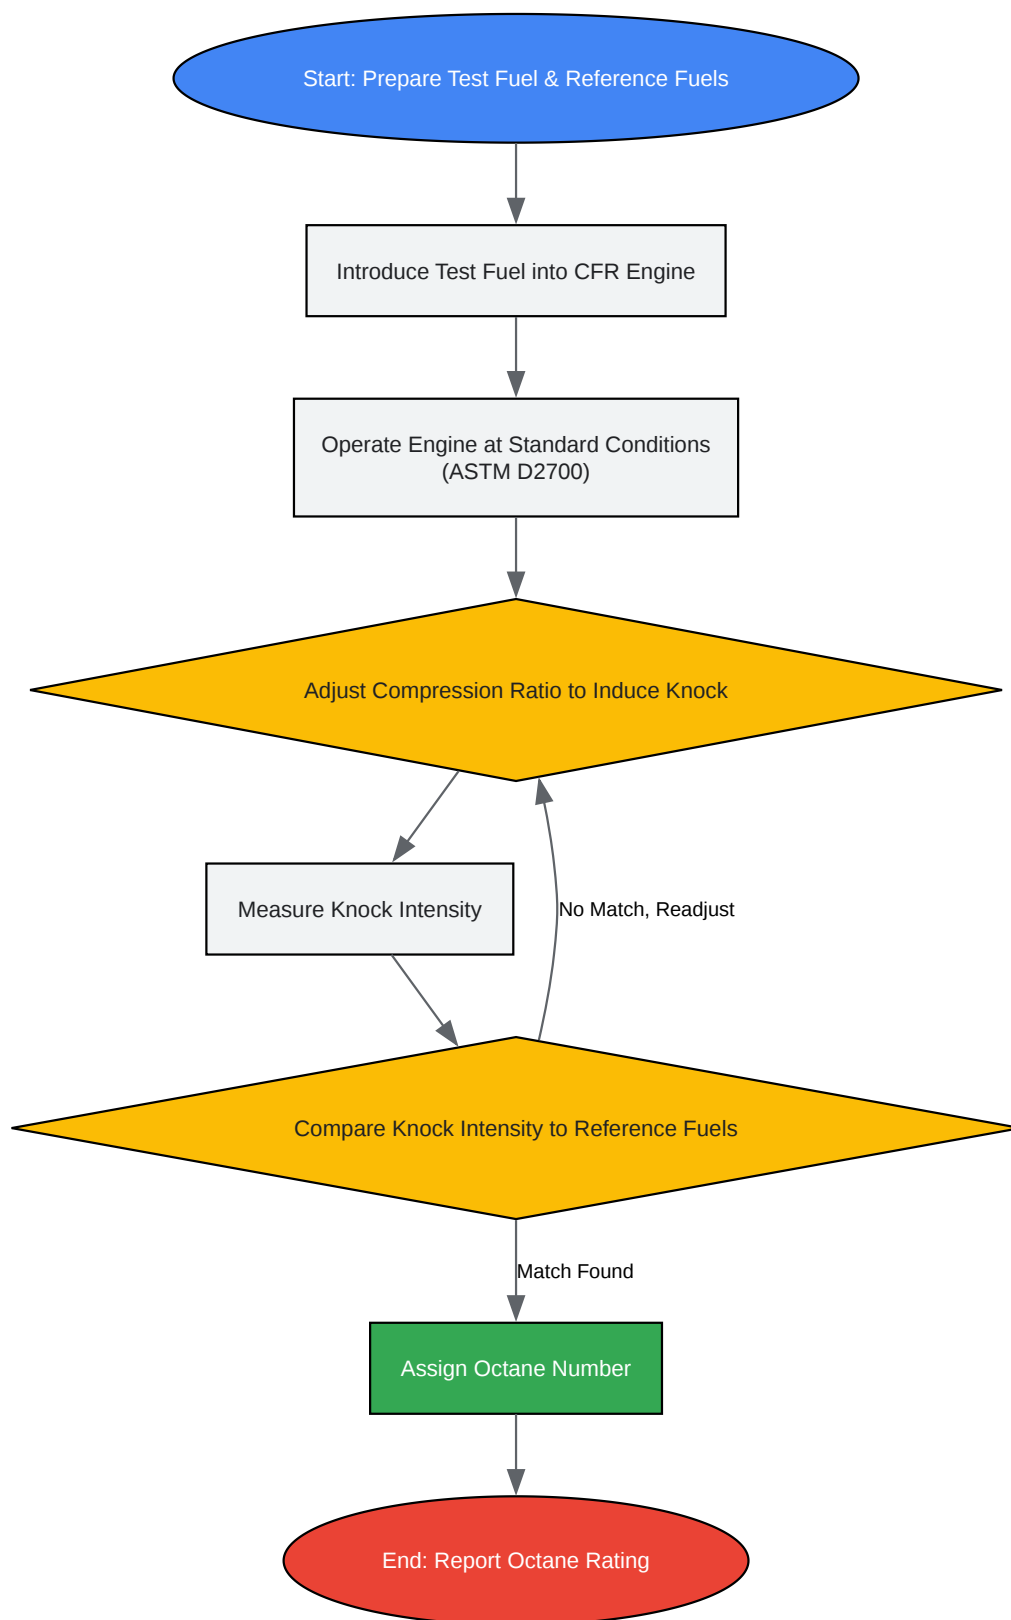 Start: Prepare Test Fuel & Reference Fuels
Introduce Test Fuel into CFR Engine
Operate Engine at Standard Conditions
(ASTM D2700)
Adjust Compression Ratio to Induce Knock
Measure Knock Intensity
No Match, Readjust
Compare Knock Intensity to Reference Fuels
Match Found
Assign Octane Number
End: Report Octane Rating